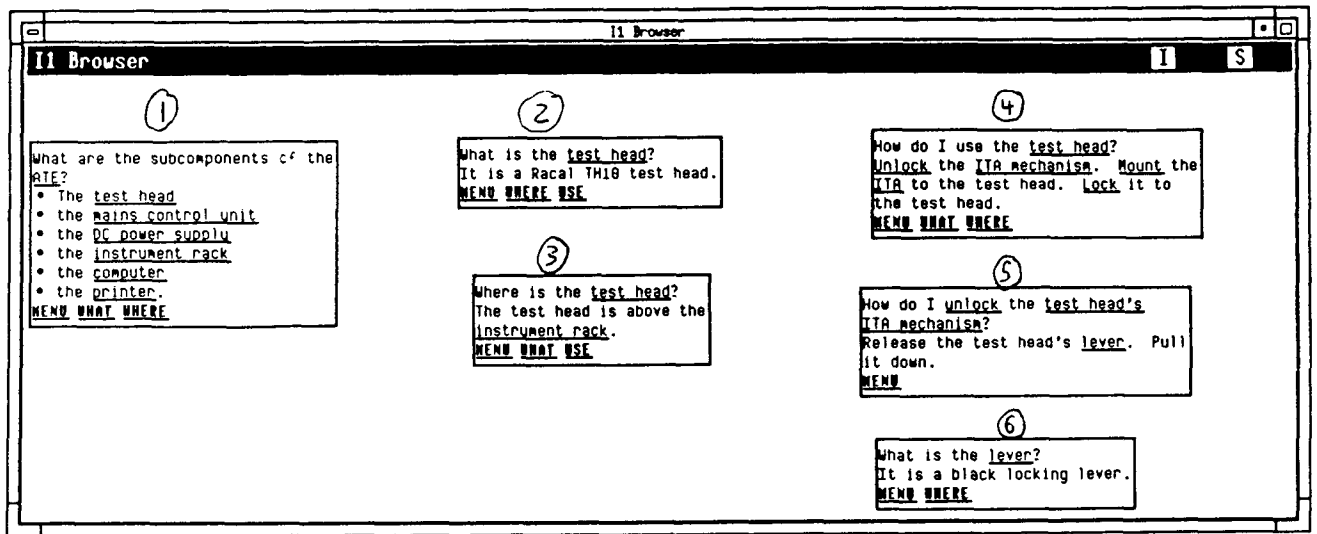 I1 Browser
I1 Browser I S
1
What are the subcomponents of the
ATE?
• The test head
• the mains control unit
• the DC power supply
• the instrument rack
• the computer
• the printer.
MENU WHAT WHERE
2
What is the test head?
It is a Racal TH10 test head.
MENU WHERE USE
3
Where is the test head?
The test head is above the
instrument rack.
MENU WHAT USE
4
How do I use the test head?
Unlock the ITA mechanism. Mount the
ITA to the test head. Lock it to
the test head.
MENU WHAT WHERE
5
How do I unlock the test head's
ITA mechanism?
Release the test head's lever. Pull
it down.
MENU
6
What is the lever?
It is a black locking lever.
MENU WHERE